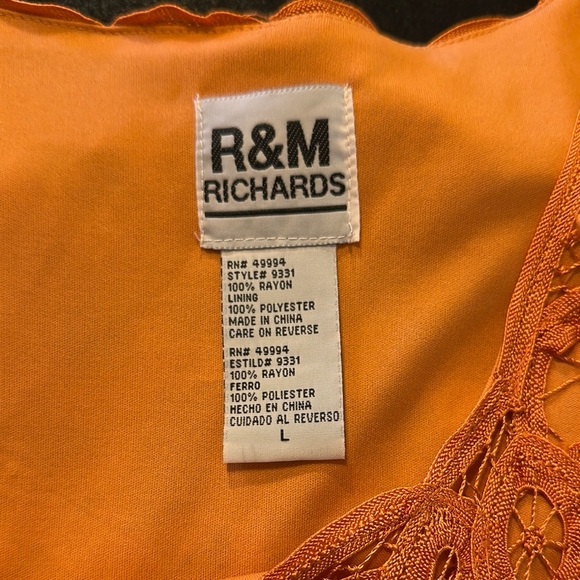 R&M
RICHARDS
RN# 49994
STYLE# 9331
100% RAYON
LINING
100% POLYESTER
MADE IN CHINA
CARE ON REVERSE
RN# 49994
ESTILD# 9331
100% RAYON
FERRO
100% POLIESTER
HECHO EN CHINA
CUIDADO AL REVERSO
L